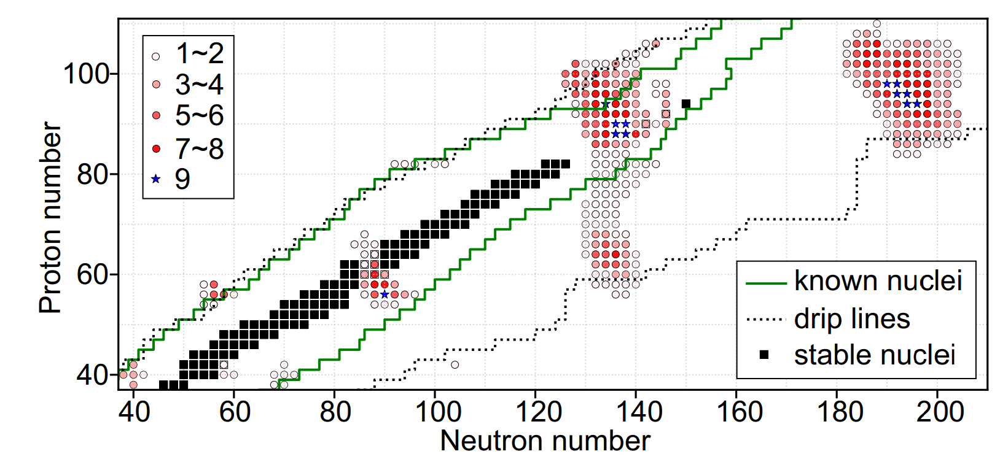 1~2
3~4
5~6
7~8
9
100
80
60
40
Proton number
known nuclei
drip lines
stable nuclei
40 60 80 100 120 140 160 180 200
Neutron number